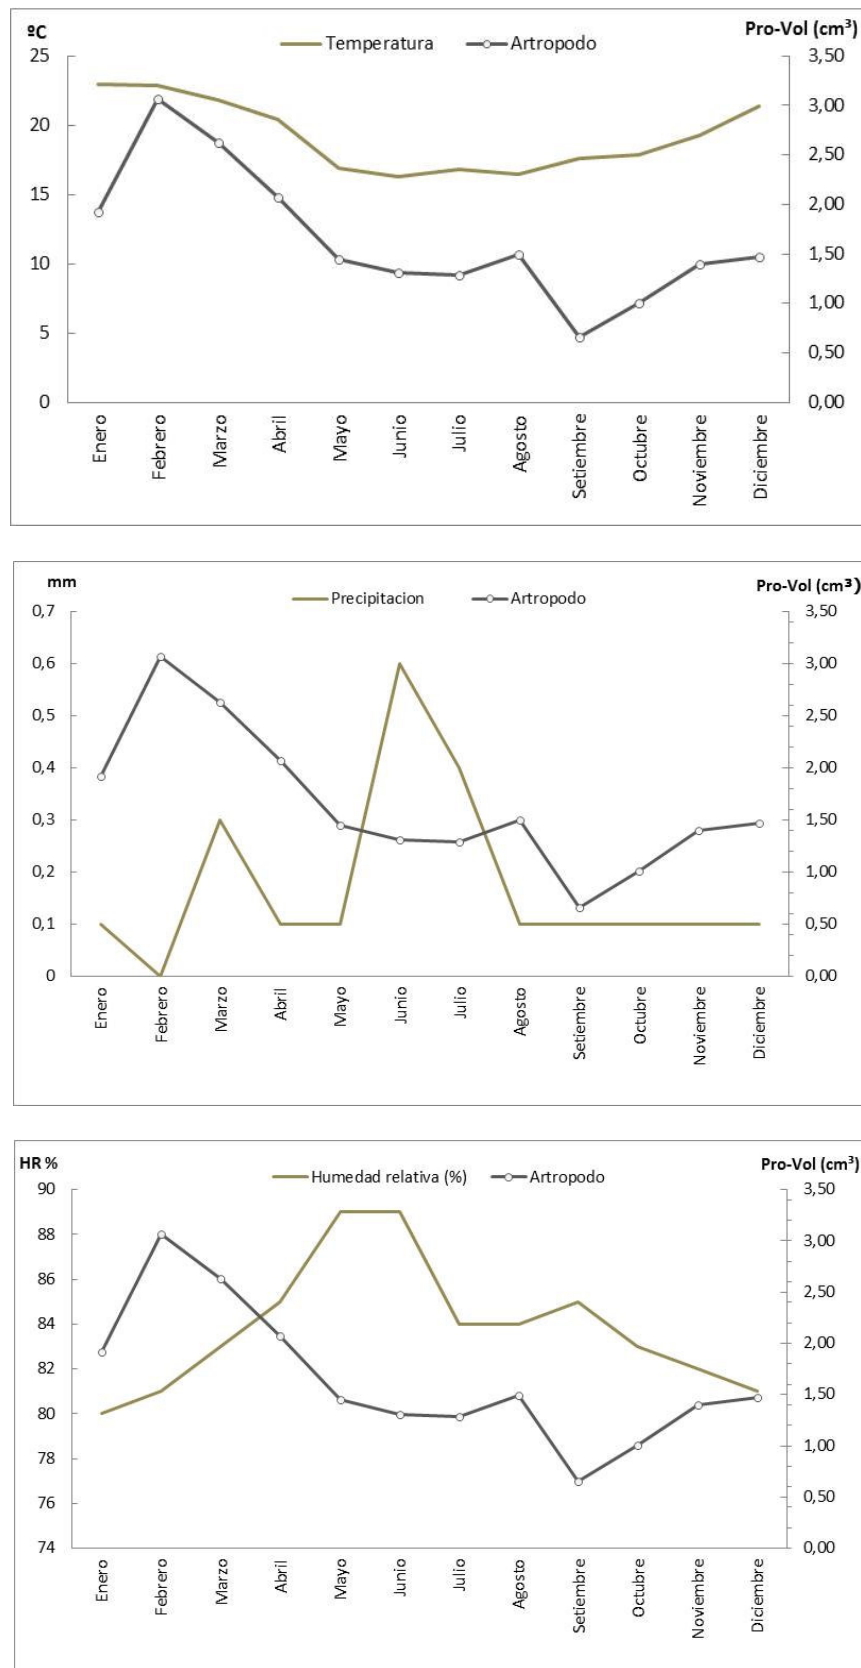 ºC
Pro-Vol (cm³)
Temperatura
Artropodo
25
20
15
10
5
0
3,50
3,00
2,50
2,00
1,50
1,00
0,50
0,00
Enero
Febrero
Marzo
Abril
Mayo
Junio
Julio
Agosto
Setiembre
Octubre
Noviembre
Diciembre
mm
Pro-Vol (cm³)
Precipitacion
Artropodo
0,7
0,6
0,5
0,4
0,3
0,2
0,1
0
3,50
3,00
2,50
2,00
1,50
1,00
0,50
0,00
Enero
Febrero
Marzo
Abril
Mayo
Junio
Julio
Agosto
Setiembre
Octubre
Noviembre
Diciembre
HR %
Pro-Vol (cm³)
Humedad relativa (%)
Artropodo
90
88
86
84
82
80
78
76
74
3,50
3,00
2,50
2,00
1,50
1,00
0,50
0,00
Enero
Febrero
Marzo
Abril
Mayo
Junio
Julio
Agosto
Setiembre
Octubre
Noviembre
Diciembre